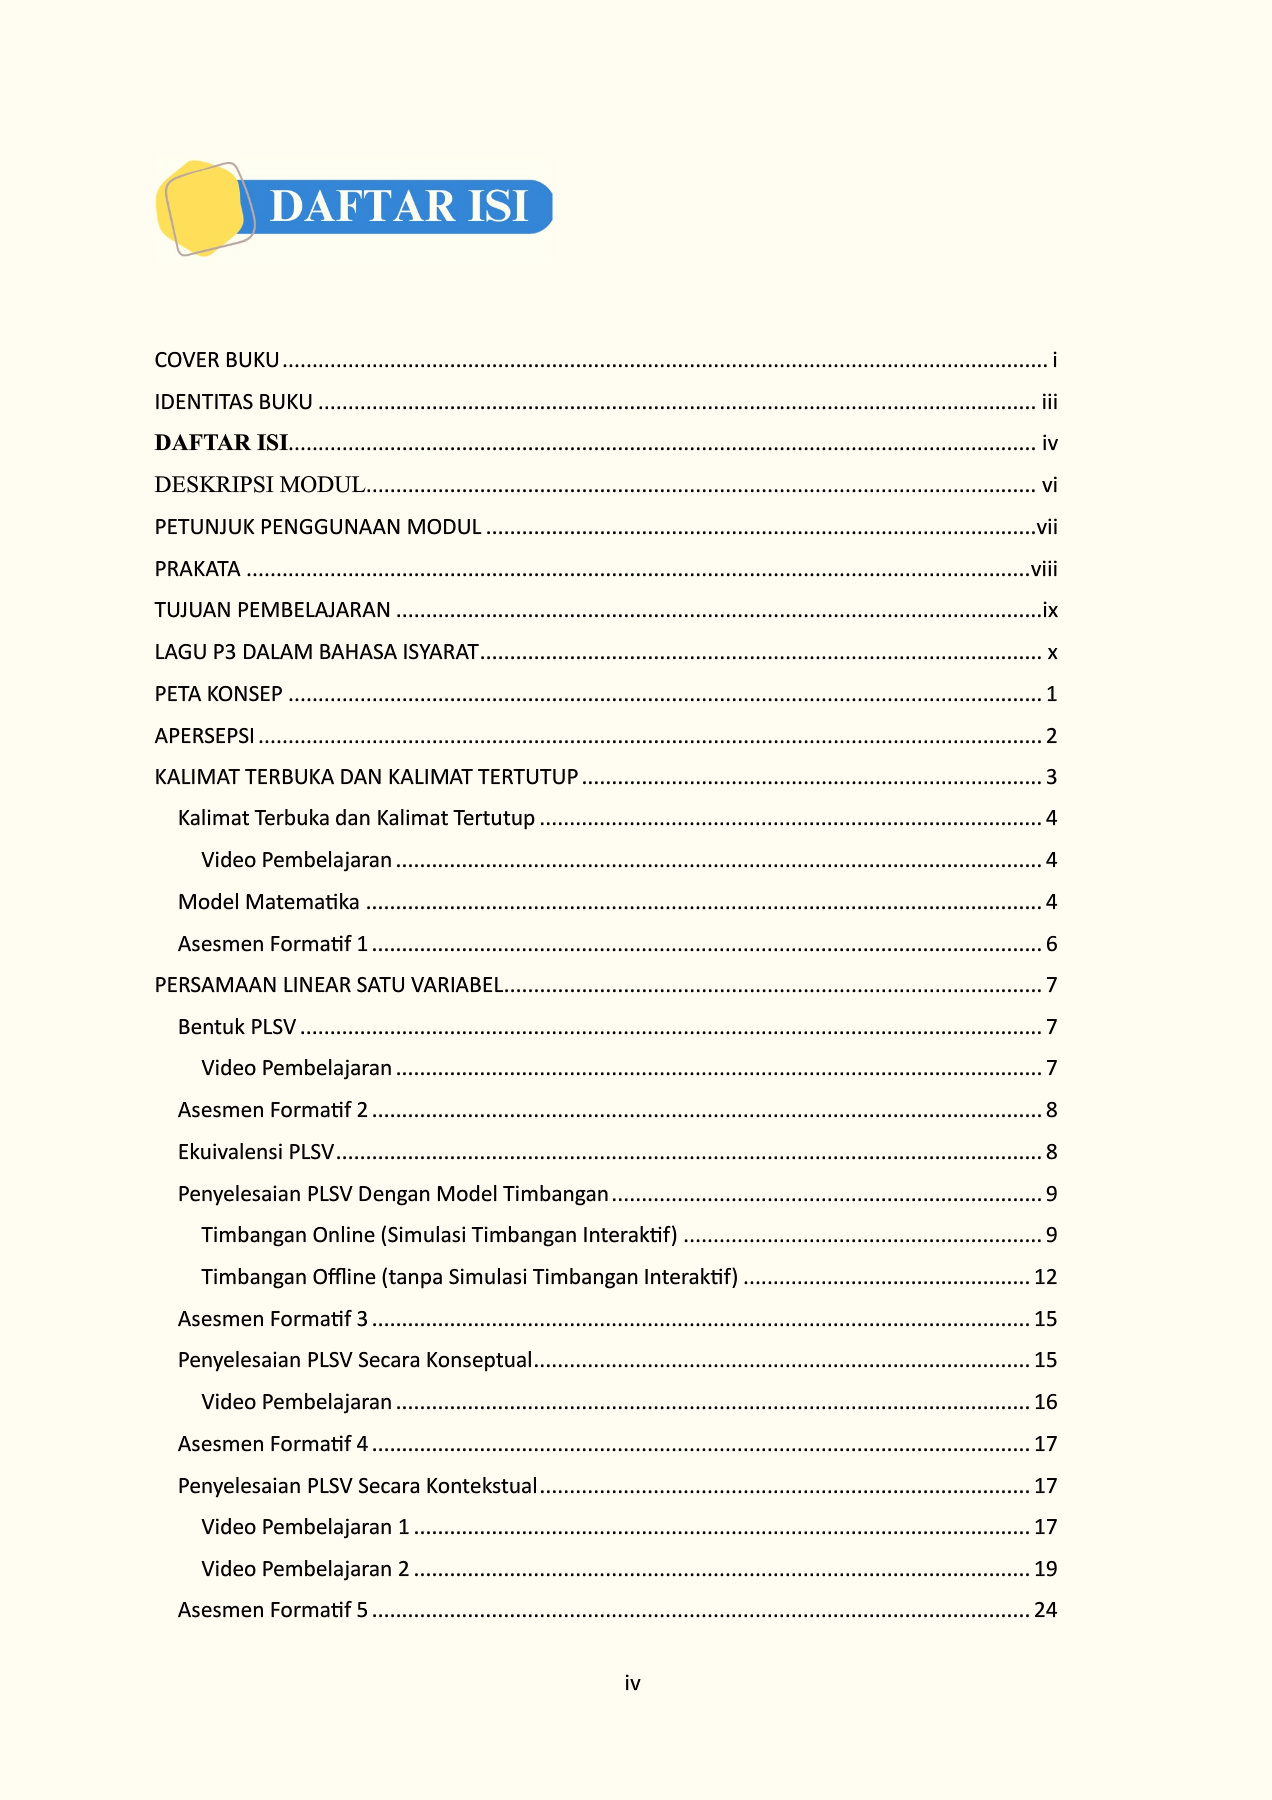 DAFTAR ISI
COVER BUKU ........ i
IDENTITAS BUKU ........ iii
DAFTAR ISI ........ iv
DESKRIPSI MODUL ........ vi
PETUNJUK PENGGUNAAN MODUL ........ vii
PRAKATA ........ viii
TUJUAN PEMBELAJARAN ........ ix
LAGU P3 DALAM BAHASA ISYARAT ........ x
PETA KONSEP ........ 1
APERSEPSI ........ 2
KALIMAT TERBUKA DAN KALIMAT TERTUTUP ........ 3
Kalimat Terbuka dan Kalimat Tertutup ........ 4
Video Pembelajaran ........ 4
Model Matematika ........ 4
Asesmen Formatif 1 ........ 6
PERSAMAAN LINEAR SATU VARIABEL ........ 7
Bentuk PLSV ........ 7
Video Pembelajaran ........ 7
Asesmen Formatif 2 ........ 8
Ekuivalensi PLSV ........ 8
Penyelesaian PLSV Dengan Model Timbangan ........ 9
Timbangan Online (Simulasi Timbangan Interaktif) ........ 9
Timbangan Offline (tanpa Simulasi Timbangan Interaktif) ........ 12
Asesmen Formatif 3 ........ 15
Penyelesaian PLSV Secara Konseptual ........ 15
Video Pembelajaran ........ 16
Asesmen Formatif 4 ........ 17
Penyelesaian PLSV Secara Kontekstual ........ 17
Video Pembelajaran 1 ........ 17
Video Pembelajaran 2 ........ 19
Asesmen Formatif 5 ........ 24
iv